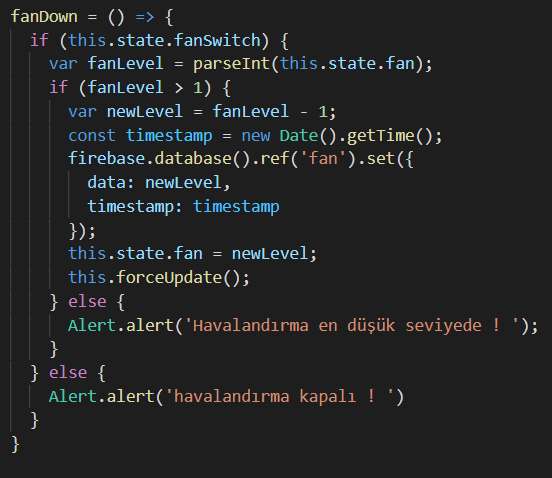 fanDown = () => {
if (this.state.fanSwitch) {
var fanLevel = parseInt(this.state.fan);
if (fanLevel > 1) {
var newLevel = fanLevel - 1;
const timestamp = new Date().getTime();
firebase.database().ref('fan').set({
data: newLevel,
timestamp: timestamp
});
this.state.fan = newLevel;
this.forceUpdate();
} else {
Alert.alert('Havalandırma en düşük seviyede ! ');
}
} else {
Alert.alert('havalandırma kapalı ! ')
}
}